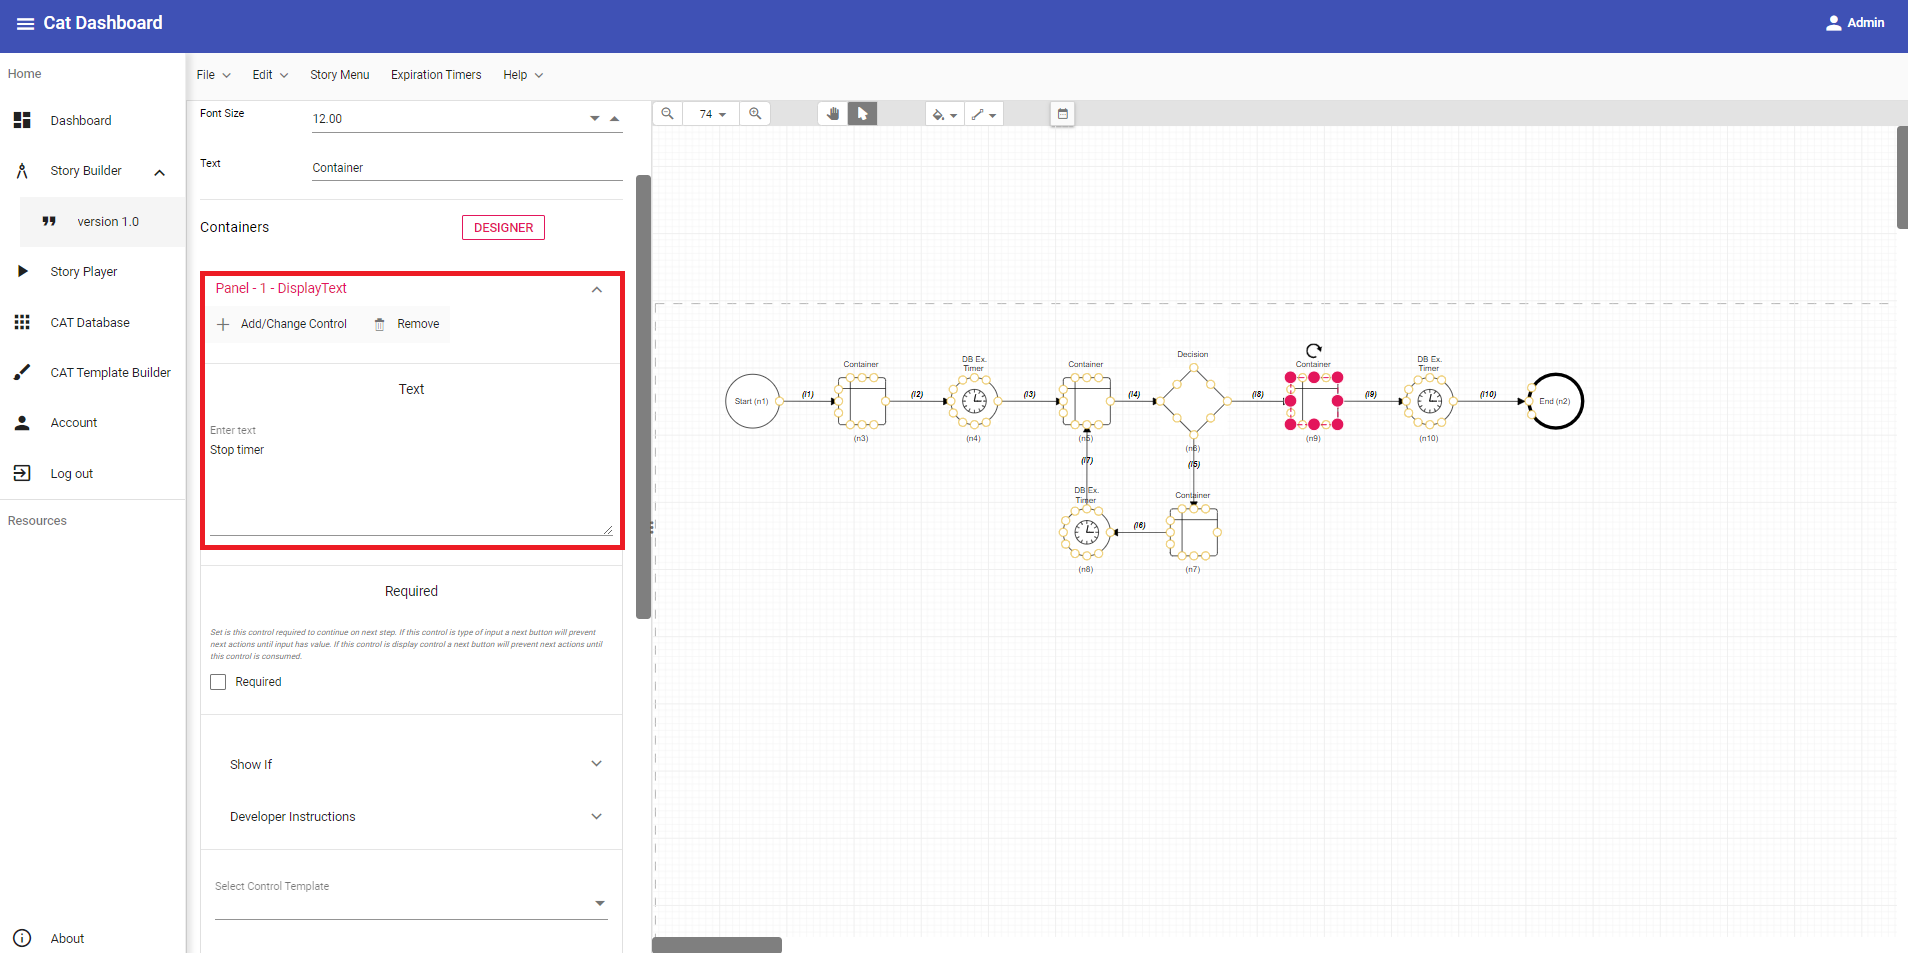 Cat Dashboard
Admin
Home
Dashboard
Story Builder
version 1.0
Story Player
CAT Database
CAT Template Builder
Account
Log out
Resources
About
File
Edit
Story Menu
Expiration Timers
Help
Font Size
12.00
Text
Container
Containers
DESIGNER
Panel - 1 - DisplayText
Add/Change Control
Remove
Text
Enter text
Stop timer
Required
Set is this control required to continue on next step. If this control is type of input a next button will prevent
next actions until input has value. If this control is display control a next button will prevent next actions until
this control is consumed.
Required
Show If
Developer Instructions
Select Control Template
74
Start (n1)
(l1)
Container
(n3)
(l2)
DB Ex.
Timer
(n4)
(l3)
Container
(n5)
(l4)
Decision
(n6)
(l8)
Container
(n9)
(l9)
DB Ex.
Timer
(n10)
(l10)
End (n2)
(l7)
(l5)
DB Ex.
Timer
(n8)
(l6)
Container
(n7)